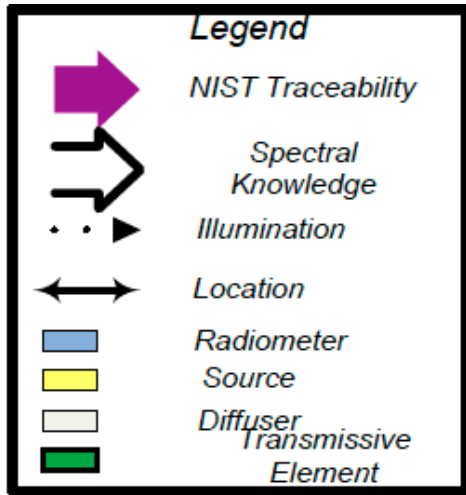 Legend
NIST Traceability
Spectral
Knowledge
Illumination
Location
Radiometer
Source
Diffuser
Transmissive
Element